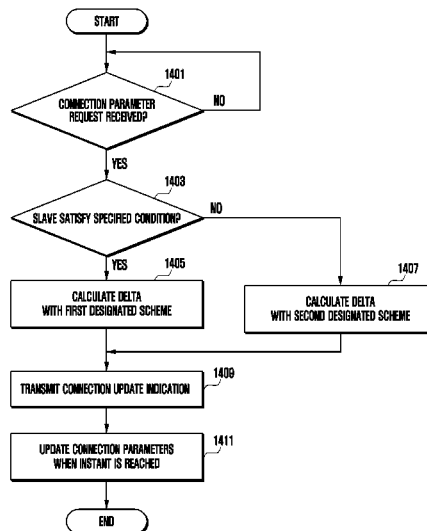 START
1401
CONNECTION PARAMETER
REQUEST RECEIVED?
NO
YES
1403
SLAVE SATISFY SPECIFIED CONDITION?
NO
YES
1405
CALCULATE DELTA
WITH FIRST DESIGNATED SCHEME
1407
CALCULATE DELTA
WITH SECOND DESIGNATED SCHEME
1409
TRANSMIT CONNECTION UPDATE INDICATION
1411
UPDATE CONNECTION PARAMETERS
WHEN INSTANT IS REACHED
END